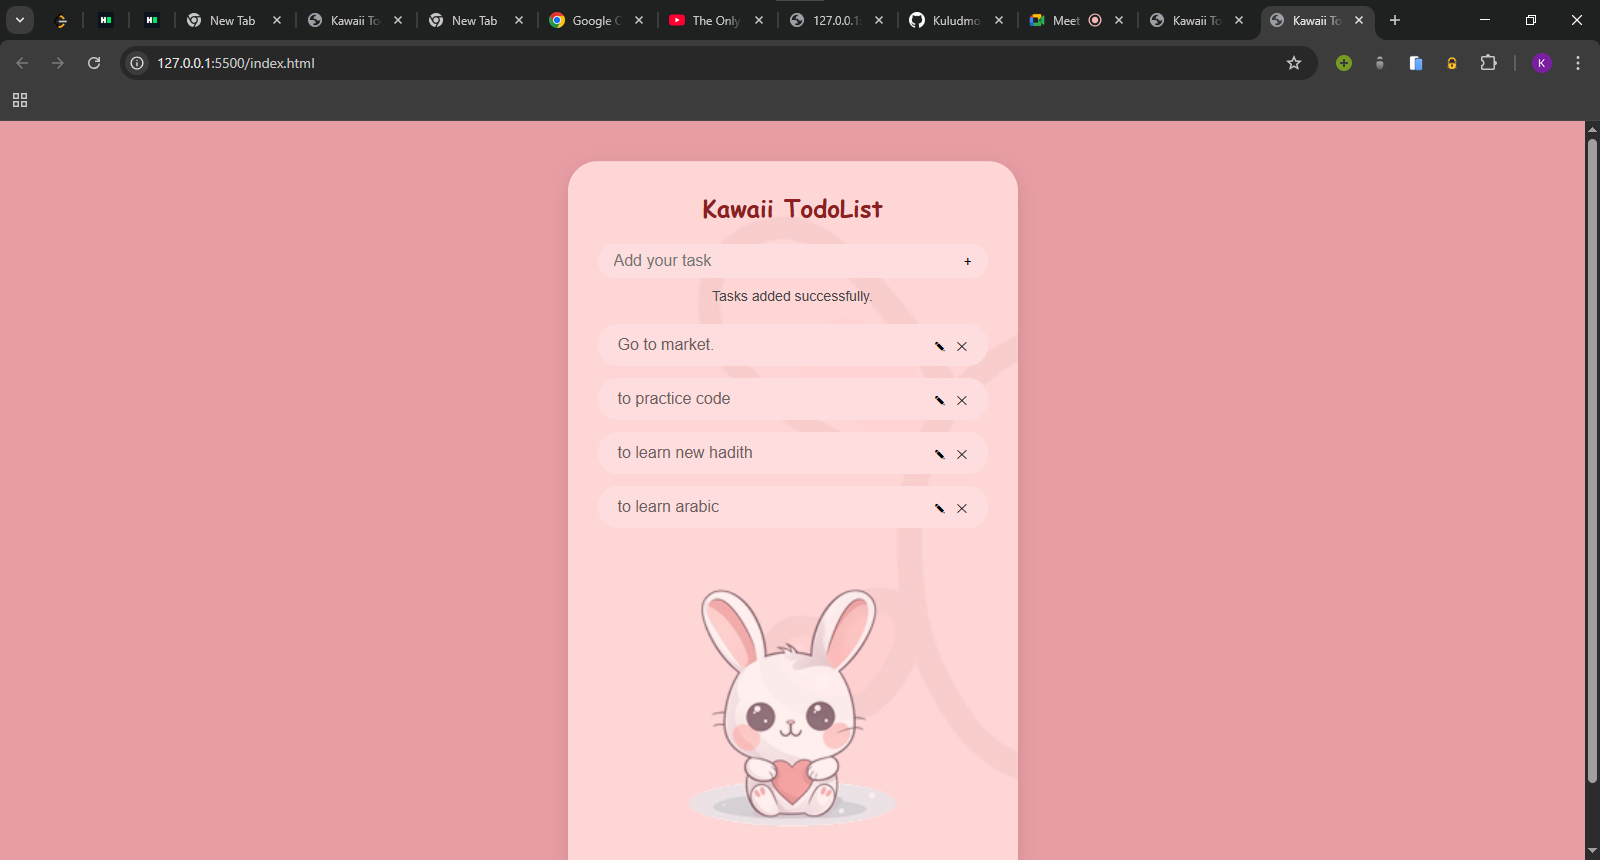 New Tab
Kawaii To
New Tab
Google C
The Only
127.0.0.1:
Kuludmo
Meet
Kawaii To
Kawaii To
127.0.0.1:5500/index.html
K
Kawaii TodoList
Add your task +
Tasks added successfully.
Go to market.
to practice code
to learn new hadith
to learn arabic